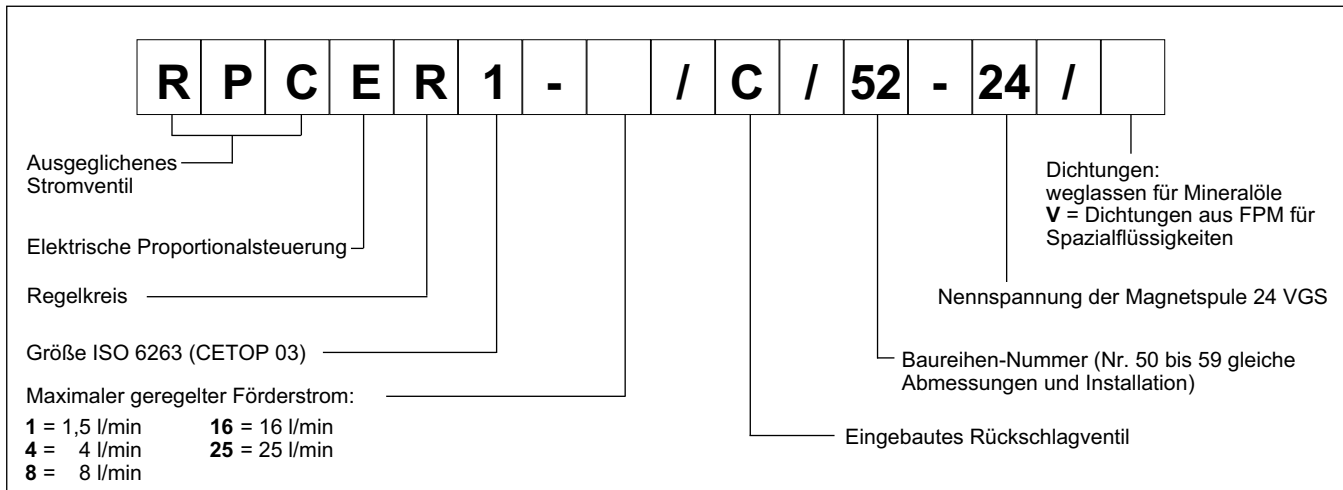 R P C E R 1 - / C / 52 - 24 /
Ausgeglichenes
Stromventil
Elektrische Proportionalsteuerung
Regelkreis
Größe ISO 6263 (CETOP 03)
Maximaler geregelter Förderstrom:
1 = 1,5 l/min 16 = 16 l/min
4 = 4 l/min 25 = 25 l/min
8 = 8 l/min
Dichtungen:
weglassen für Mineralöle
V = Dichtungen aus FPM für
Spazialflüssigkeiten
Nennspannung der Magnetspule 24 VGS
Baureihen-Nummer (Nr. 50 bis 59 gleiche
Abmessungen und Installation)
Eingebautes Rückschlagventil